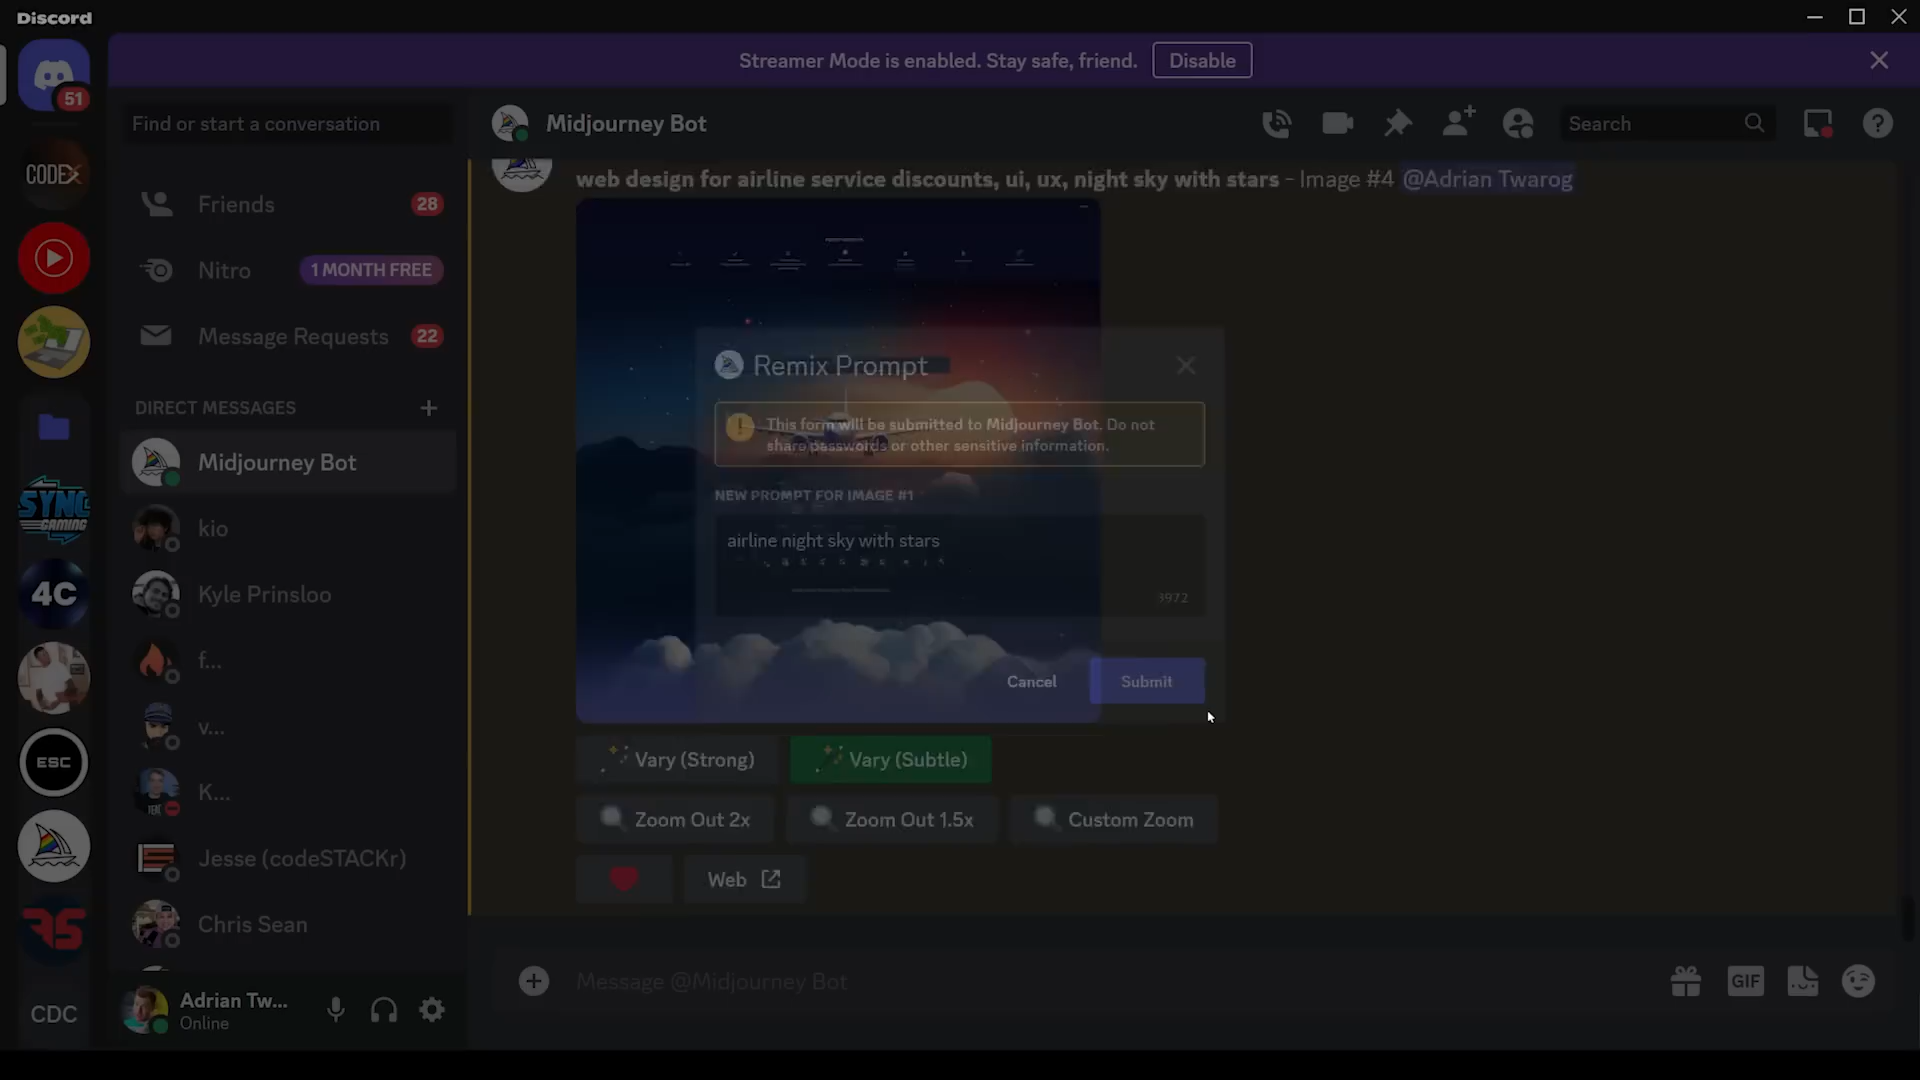 Discord
Streamer Mode is enabled. Stay safe, friend.
Disable
51
Find or start a conversation
Midjourney Bot
Search
CODEX
Friends
28
Nitro
1 MONTH FREE
Message Requests
22
DIRECT MESSAGES
Midjourney Bot
kio
Kyle Prinsloo
f...
v...
K...
Jesse (codeSTACKr)
Chris Sean
SYNC
GAMING
4C
ESC
CDC
Adrian Tw...
Online
web design for airline service discounts, ui, ux, night sky with stars - Image #4 @Adrian Twarog
Remix Prompt
This form will be submitted to Midjourney Bot. Do not
share passwords or other sensitive information.
NEW PROMPT FOR IMAGE #1
airline night sky with stars
3972
Cancel
Submit
Vary (Strong)
Vary (Subtle)
Zoom Out 2x
Zoom Out 1.5x
Custom Zoom
Web
Message @Midjourney Bot
GIF